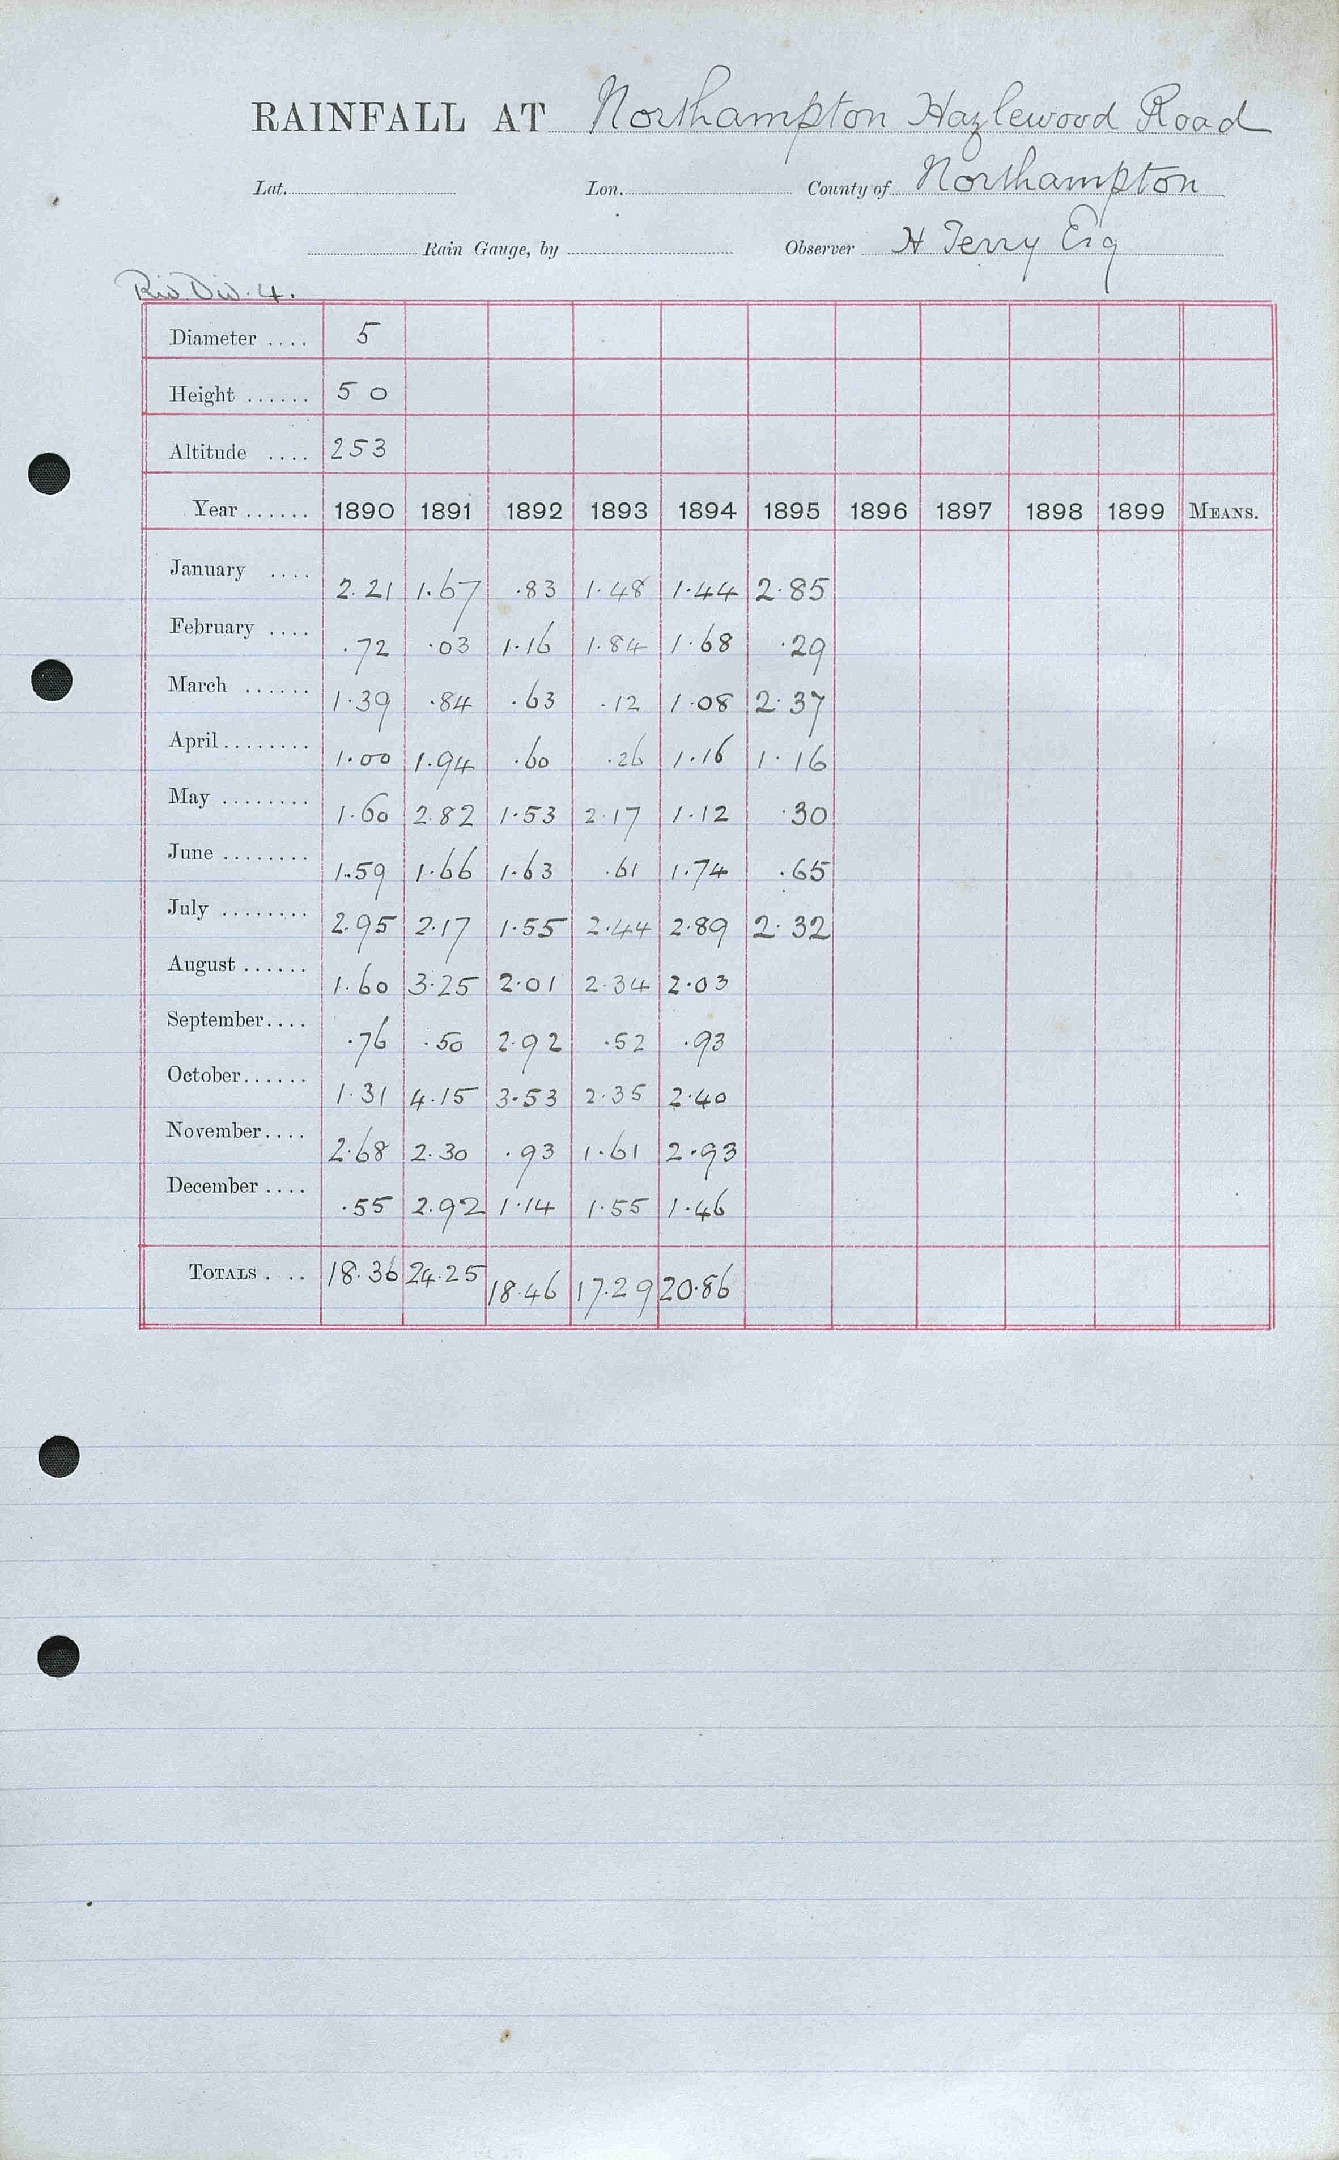 RAINFALL AT Northampton Hazlewood Road
Lat. Lon. County of Northampton
Rain Gauge, by Observer H Terry Esq
Riv. Div. 4.
Diameter .... 5
Height ...... 5 0
Altitude .... 253
Year ...... 1890 1891 1892 1893 1894 1895 1896 1897 1898 1899 MEANS.
January .... 2.21 1.67 .83 1.48 1.44 2.85
February .... .72 .03 1.16 1.84 1.68 .29
March ...... 1.39 .84 .63 .12 1.08 2.37
April ........ 1.00 1.94 .60 .26 1.16 1.16
May ........ 1.60 2.82 1.53 2.17 1.12 .30
June ........ 1.59 1.66 1.63 .61 1.74 .65
July ........ 2.95 2.17 1.55 2.44 2.89 2.32
August ...... 1.60 3.25 2.01 2.34 2.03
September .... .76 .50 2.92 .52 .93
October ...... 1.31 4.15 3.53 2.35 2.40
November .... 2.68 2.30 .93 1.61 2.93
December .... .55 2.92 1.14 1.55 1.46
TOTALS . .. 18.36 24.25 18.46 17.29 20.86